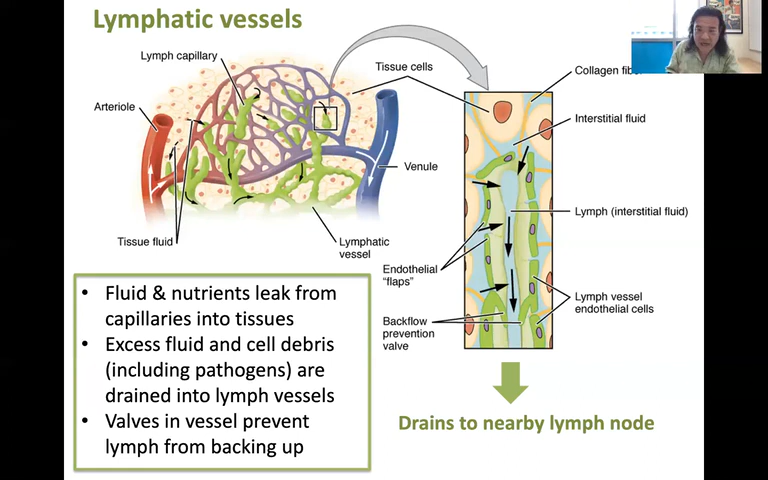 Lymphatic vessels
Lymph capillary
Tissue cells
Arteriole
Venule
Tissue fluid
Lymphatic
vessel
Collagen
Interstitial fluid
Lymph (interstitial fluid)
Endothelial
"flaps"
Lymph vessel
endothelial cells
Backflow
prevention
valve
• Fluid & nutrients leak from
capillaries into tissues
• Excess fluid and cell debris
(including pathogens) are
drained into lymph vessels
• Valves in vessel prevent
lymph from backing up
Drains to nearby lymph node